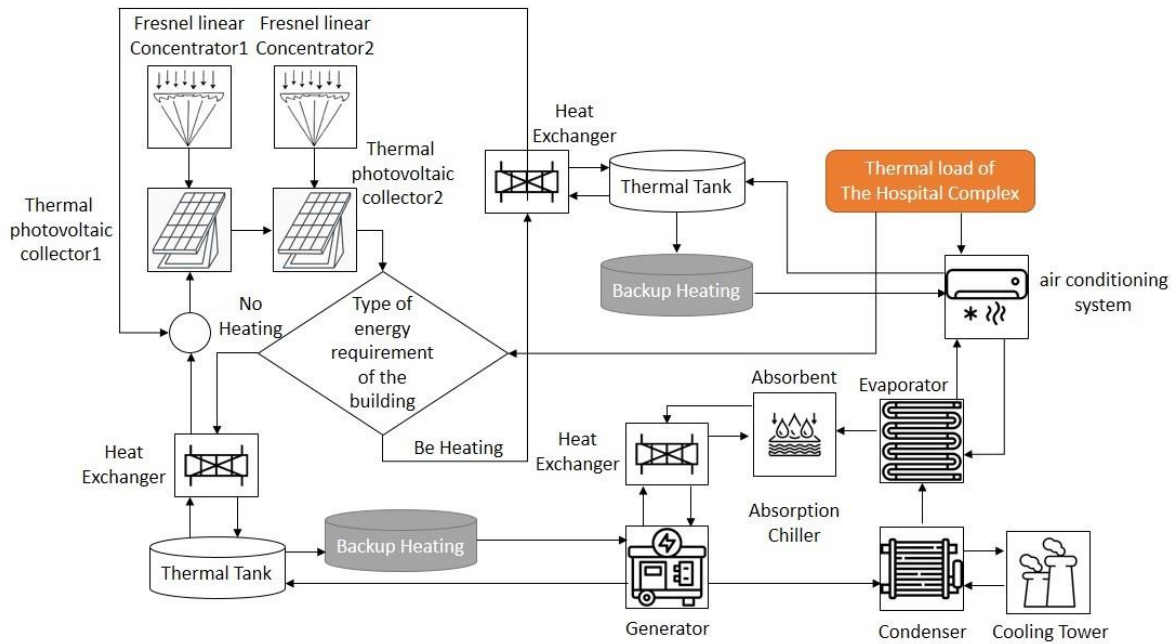 Fresnel linear
Concentrator1
Fresnel linear
Concentrator2
Heat
Exchanger
Thermal
photovoltaic
collector2
Thermal Tank
Thermal load of
The Hospital Complex
Thermal
photovoltaic
collector1
Backup Heating
air conditioning
system
No
Heating
Type of
energy
requirement
of the
building
Absorbent
Evaporator
Heat
Exchanger
Be Heating
Heat
Exchanger
Absorption
Chiller
Backup Heating
Thermal Tank
Generator
Condenser
Cooling Tower